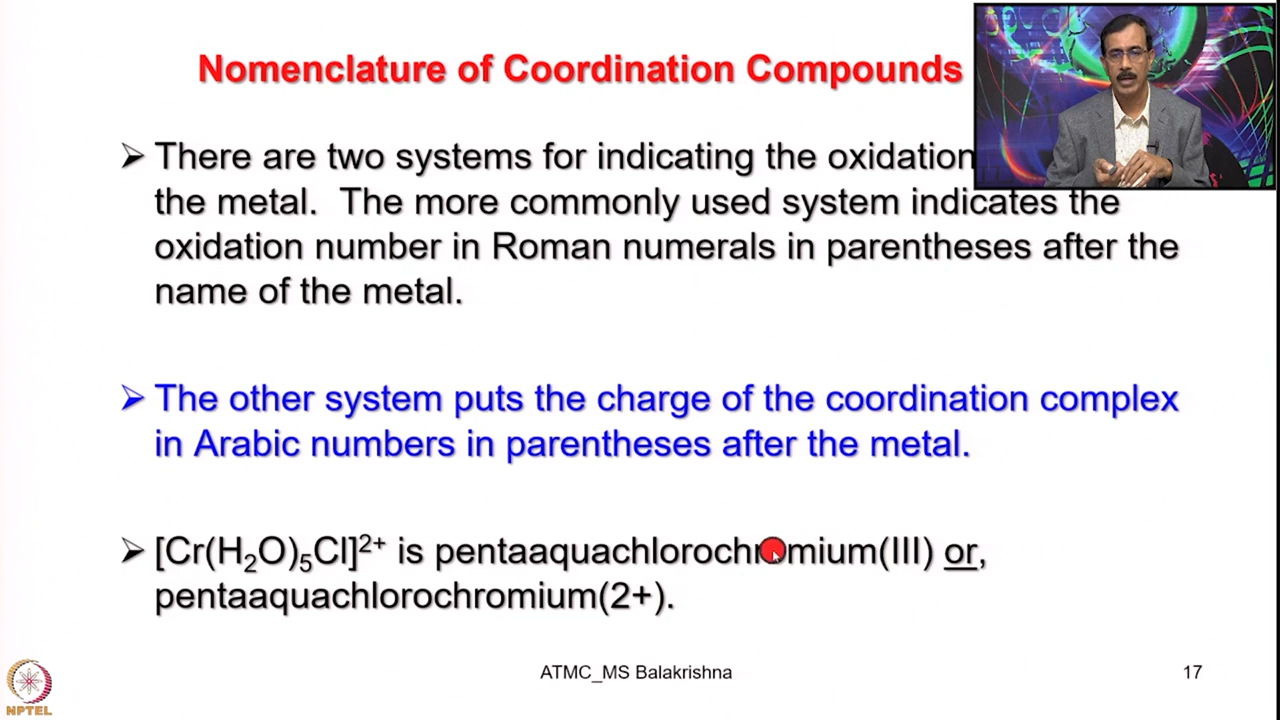 Nomenclature of Coordination Compounds
➢ There are two systems for indicating the oxidation
the metal.  The more commonly used system indicates the
oxidation number in Roman numerals in parentheses after the
name of the metal.
➢ The other system puts the charge of the coordination complex
in Arabic numbers in parentheses after the metal.
➢ [Cr(H₂O)₅Cl]²⁺ is pentaaquachlorochromium(III) or,
pentaaquachlorochromium(2+).
NPTEL
ATMC_MS Balakrishna
17